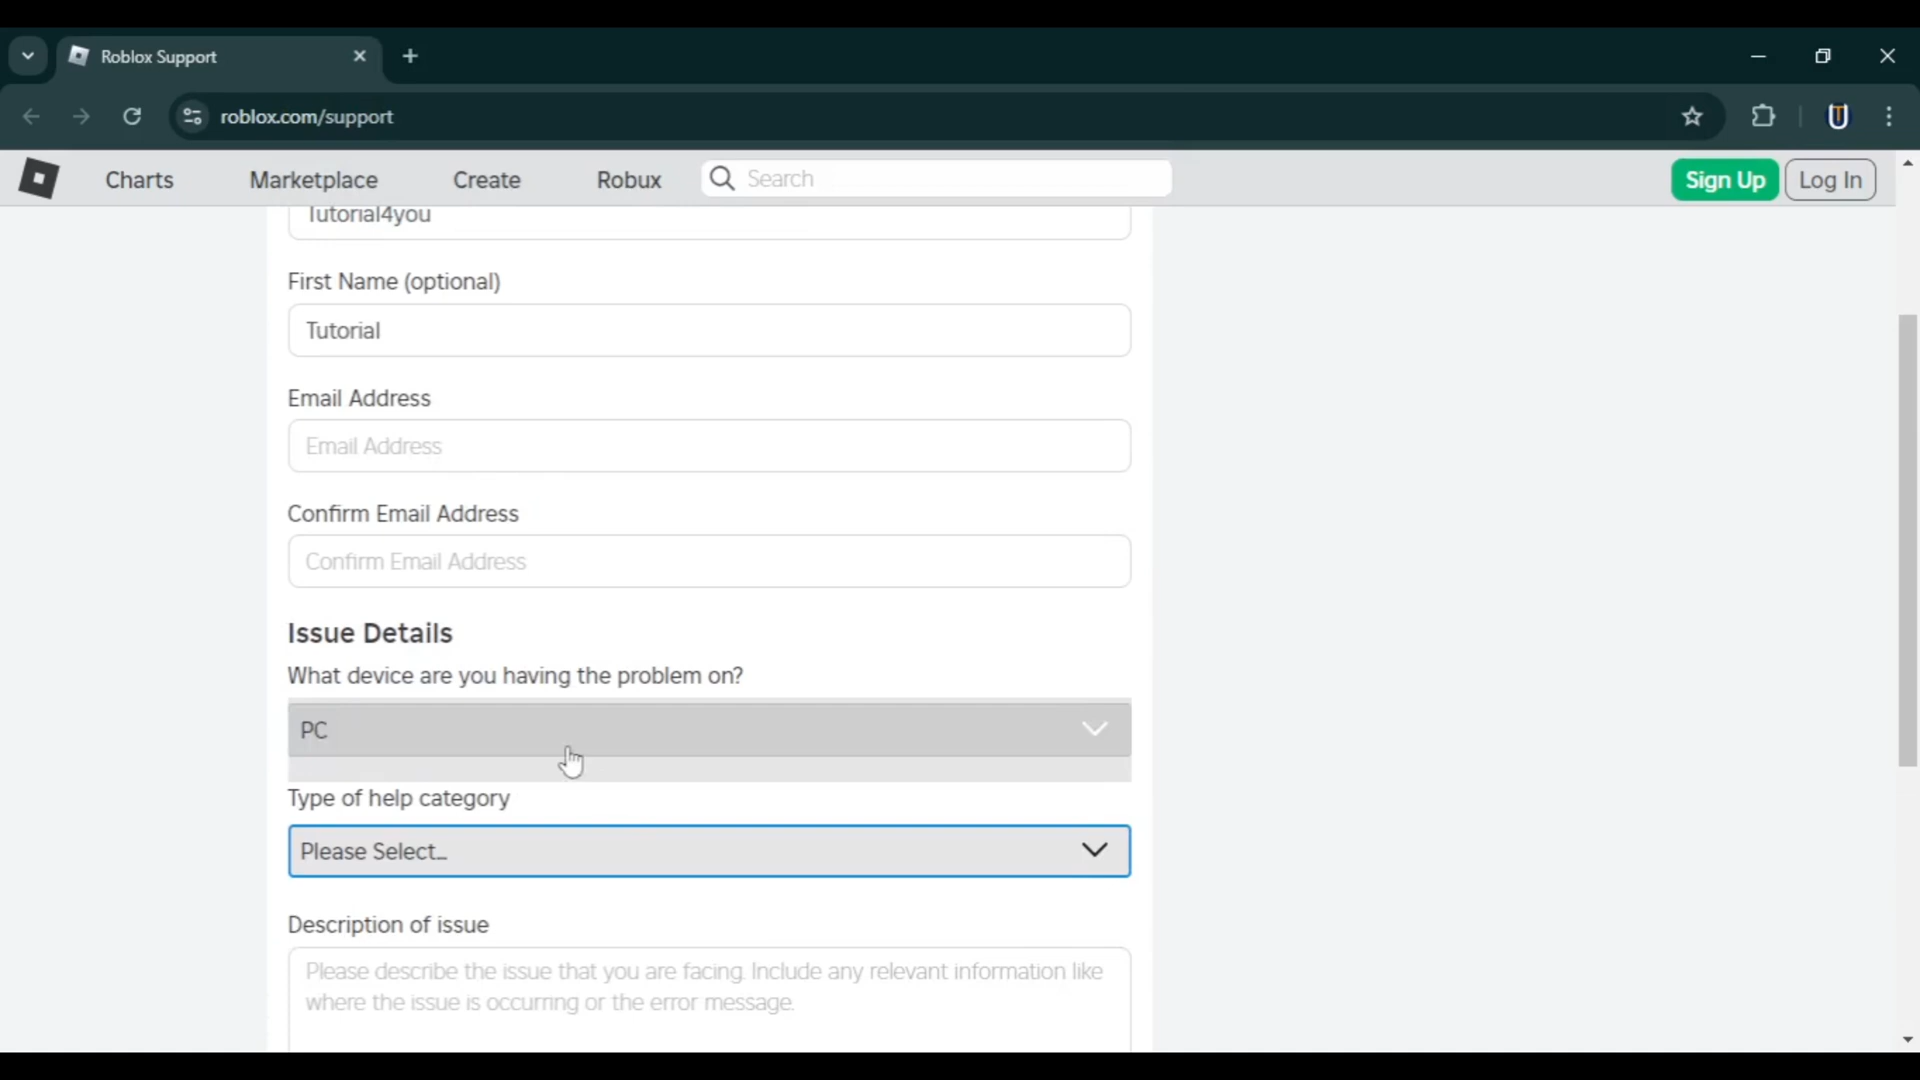 Roblox Support
roblox.com/support
Charts Marketplace Create Robux Search Sign Up Log In
Tutorial4you
First Name (optional)
Tutorial
Email Address
Email Address
Confirm Email Address
Confirm Email Address
Issue Details
What device are you having the problem on?
PC
Type of help category
Please Select...
Description of issue
Please describe the issue that you are facing. Include any relevant information like
where the issue is occurring or the error message.